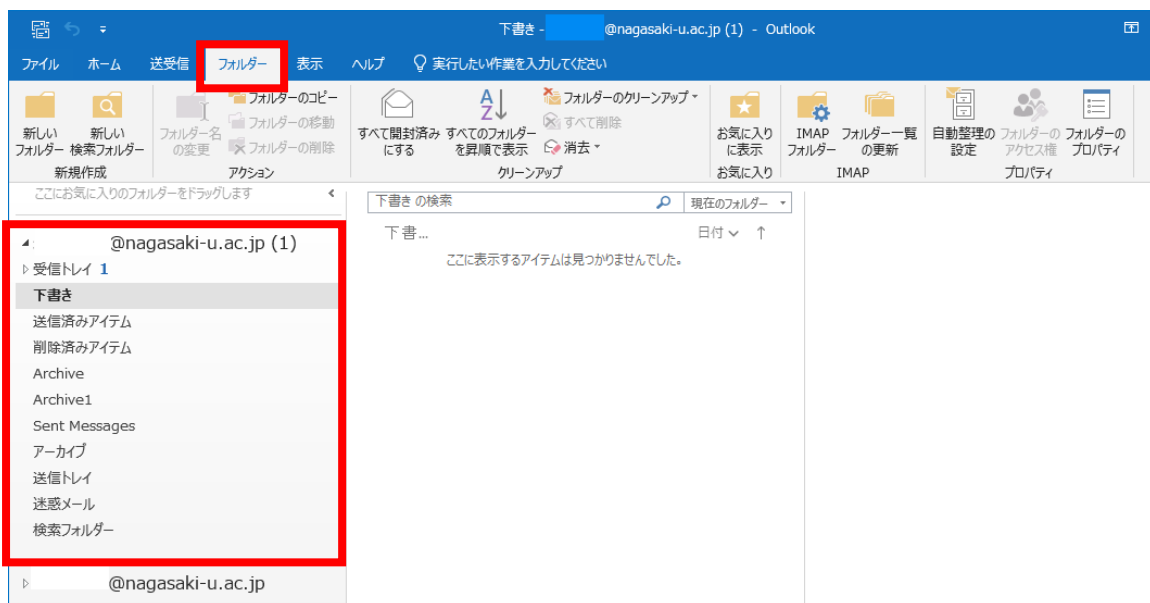 下書き - @nagasaki-u.ac.jp (1) - Outlook
ファイル ホーム 送受信 フォルダー 表示 ヘルプ 実行したい作業を入力してください
新しい フォルダー
新しい 検索フォルダー
新規作成
フォルダー名 の変更
フォルダーのコピー
フォルダーの移動
フォルダーの削除
アクション
すべて開封済み にする
すべてのフォルダー を昇順で表示
フォルダーのクリーンアップ
すべて削除
消去
クリーンアップ
お気に入り に表示
お気に入り
IMAP フォルダー
フォルダー一覧 の更新
IMAP
自動整理の 設定
フォルダーの アクセス権
フォルダーの プロパティ
プロパティ
ここにお気に入りのフォルダーをドラッグします
@nagasaki-u.ac.jp (1)
受信トレイ 1
下書き
送信済みアイテム
削除済みアイテム
Archive
Archive1
Sent Messages
アーカイブ
送信トレイ
迷惑メール
検索フォルダー
@nagasaki-u.ac.jp
下書き の検索
現在のフォルダー
下書...
日付 ↑
ここに表示するアイテムは見つかりませんでした。